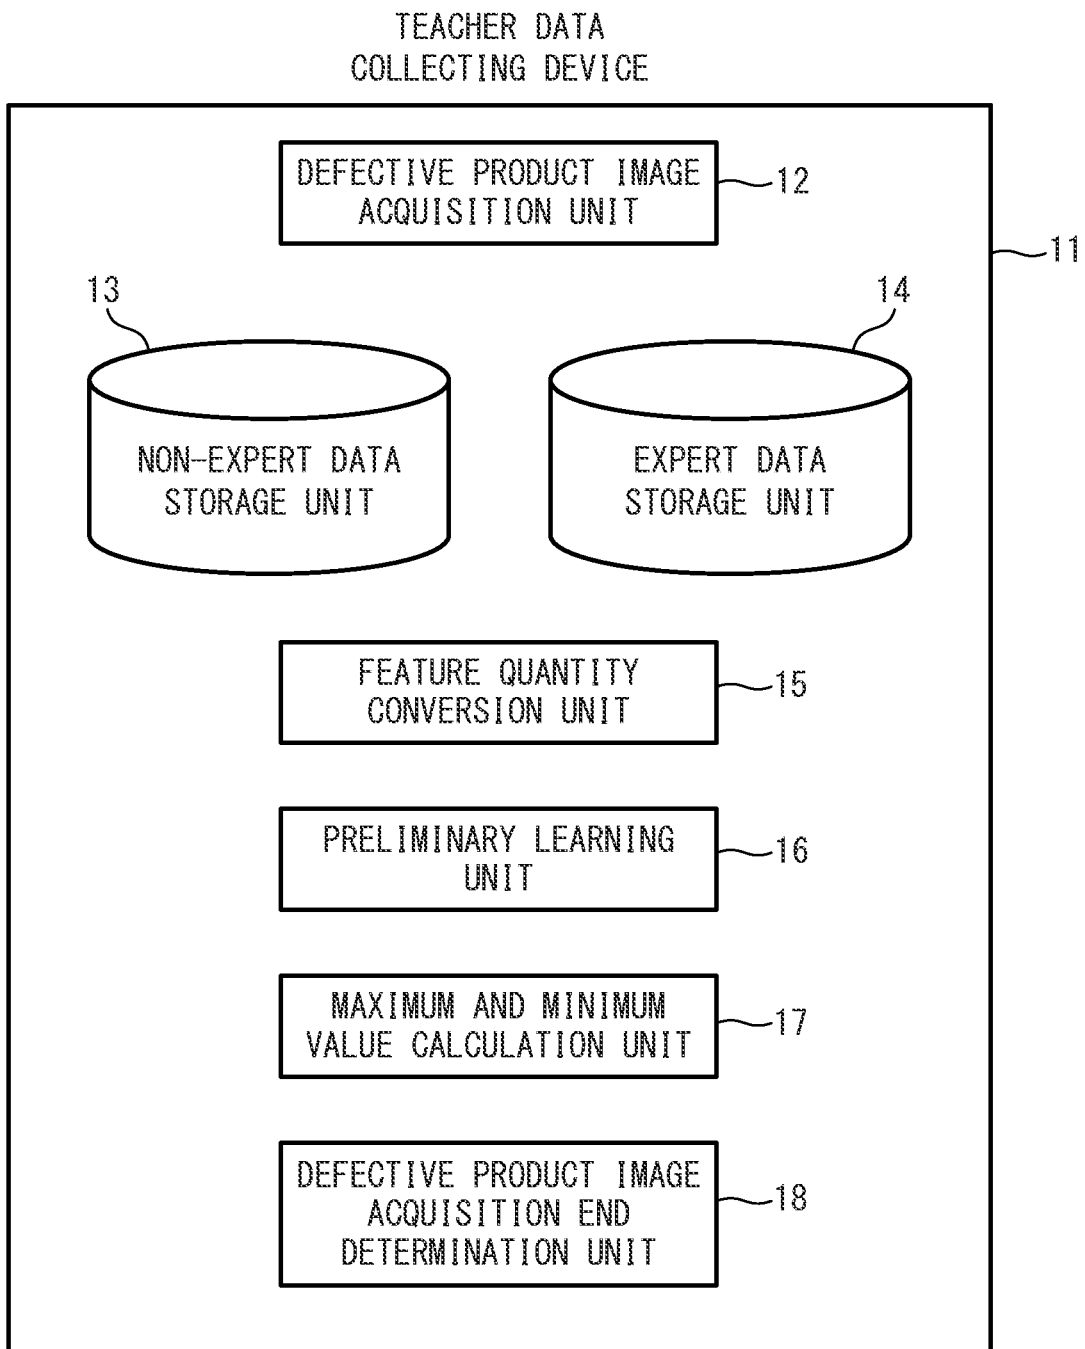 TEACHER DATA
COLLECTING DEVICE
DEFECTIVE PRODUCT IMAGE
ACQUISITION UNIT
12
11
13
14
NON-EXPERT DATA
STORAGE UNIT
EXPERT DATA
STORAGE UNIT
FEATURE QUANTITY
CONVERSION UNIT
15
PRELIMINARY LEARNING
UNIT
16
MAXIMUM AND MINIMUM
VALUE CALCULATION UNIT
17
DEFECTIVE PRODUCT IMAGE
ACQUISITION END
DETERMINATION UNIT
18